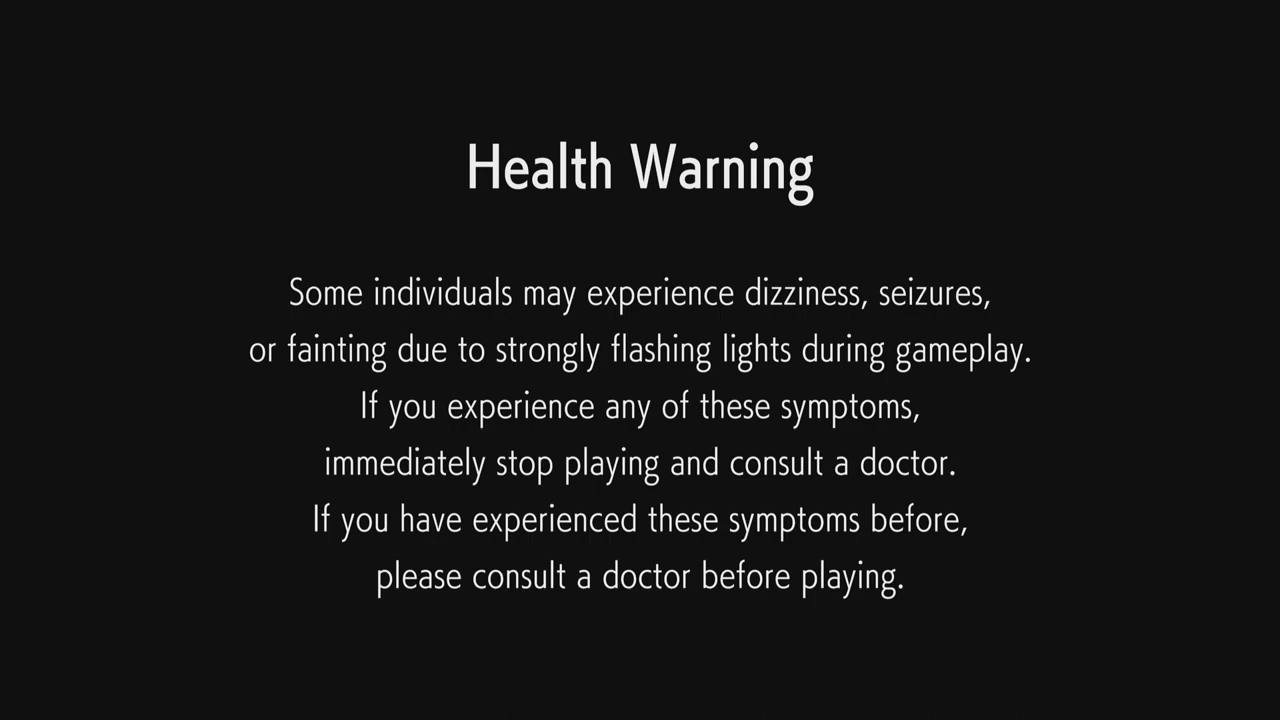 Health Warning
Some individuals may experience dizziness, seizures,
or fainting due to strongly flashing lights during gameplay.
If you experience any of these symptoms,
immediately stop playing and consult a doctor.
If you have experienced these symptoms before,
please consult a doctor before playing.